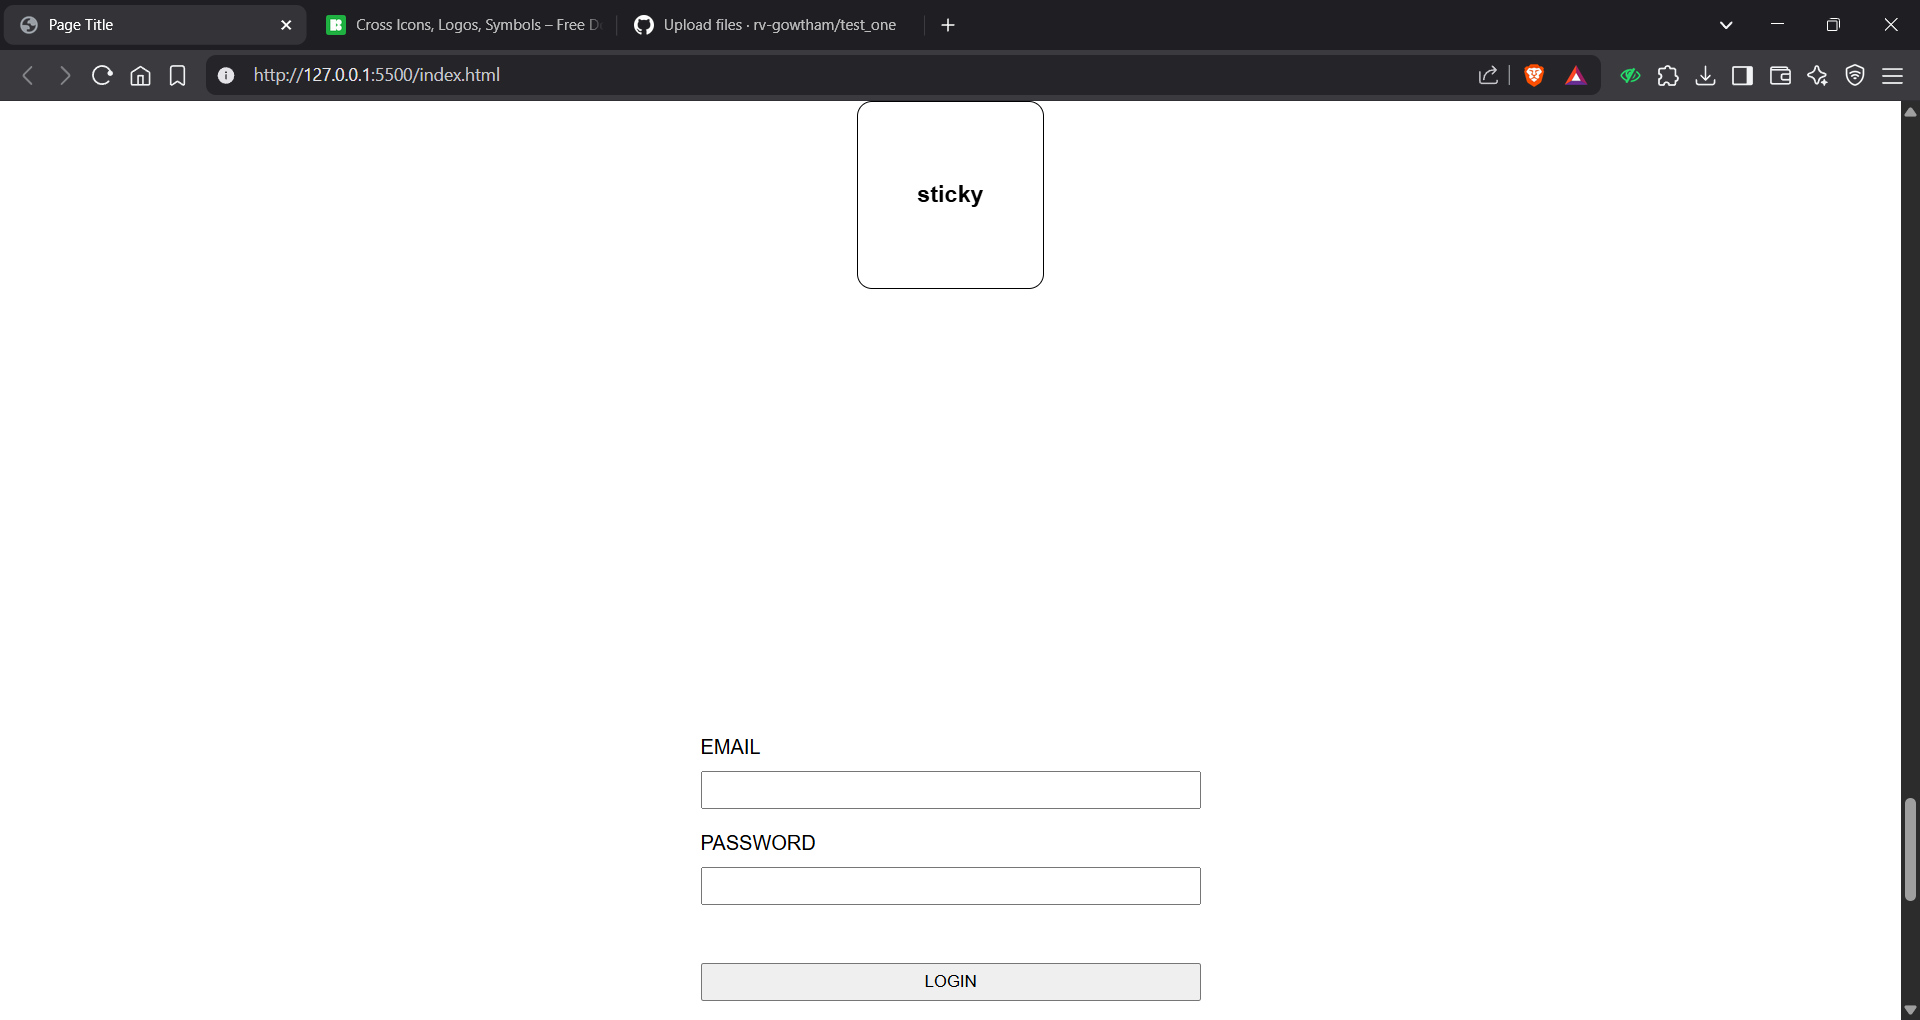 Page Title
Cross Icons, Logos, Symbols – Free D
Upload files · rv-gowtham/test_one
http://127.0.0.1:5500/index.html
sticky
EMAIL
PASSWORD
LOGIN